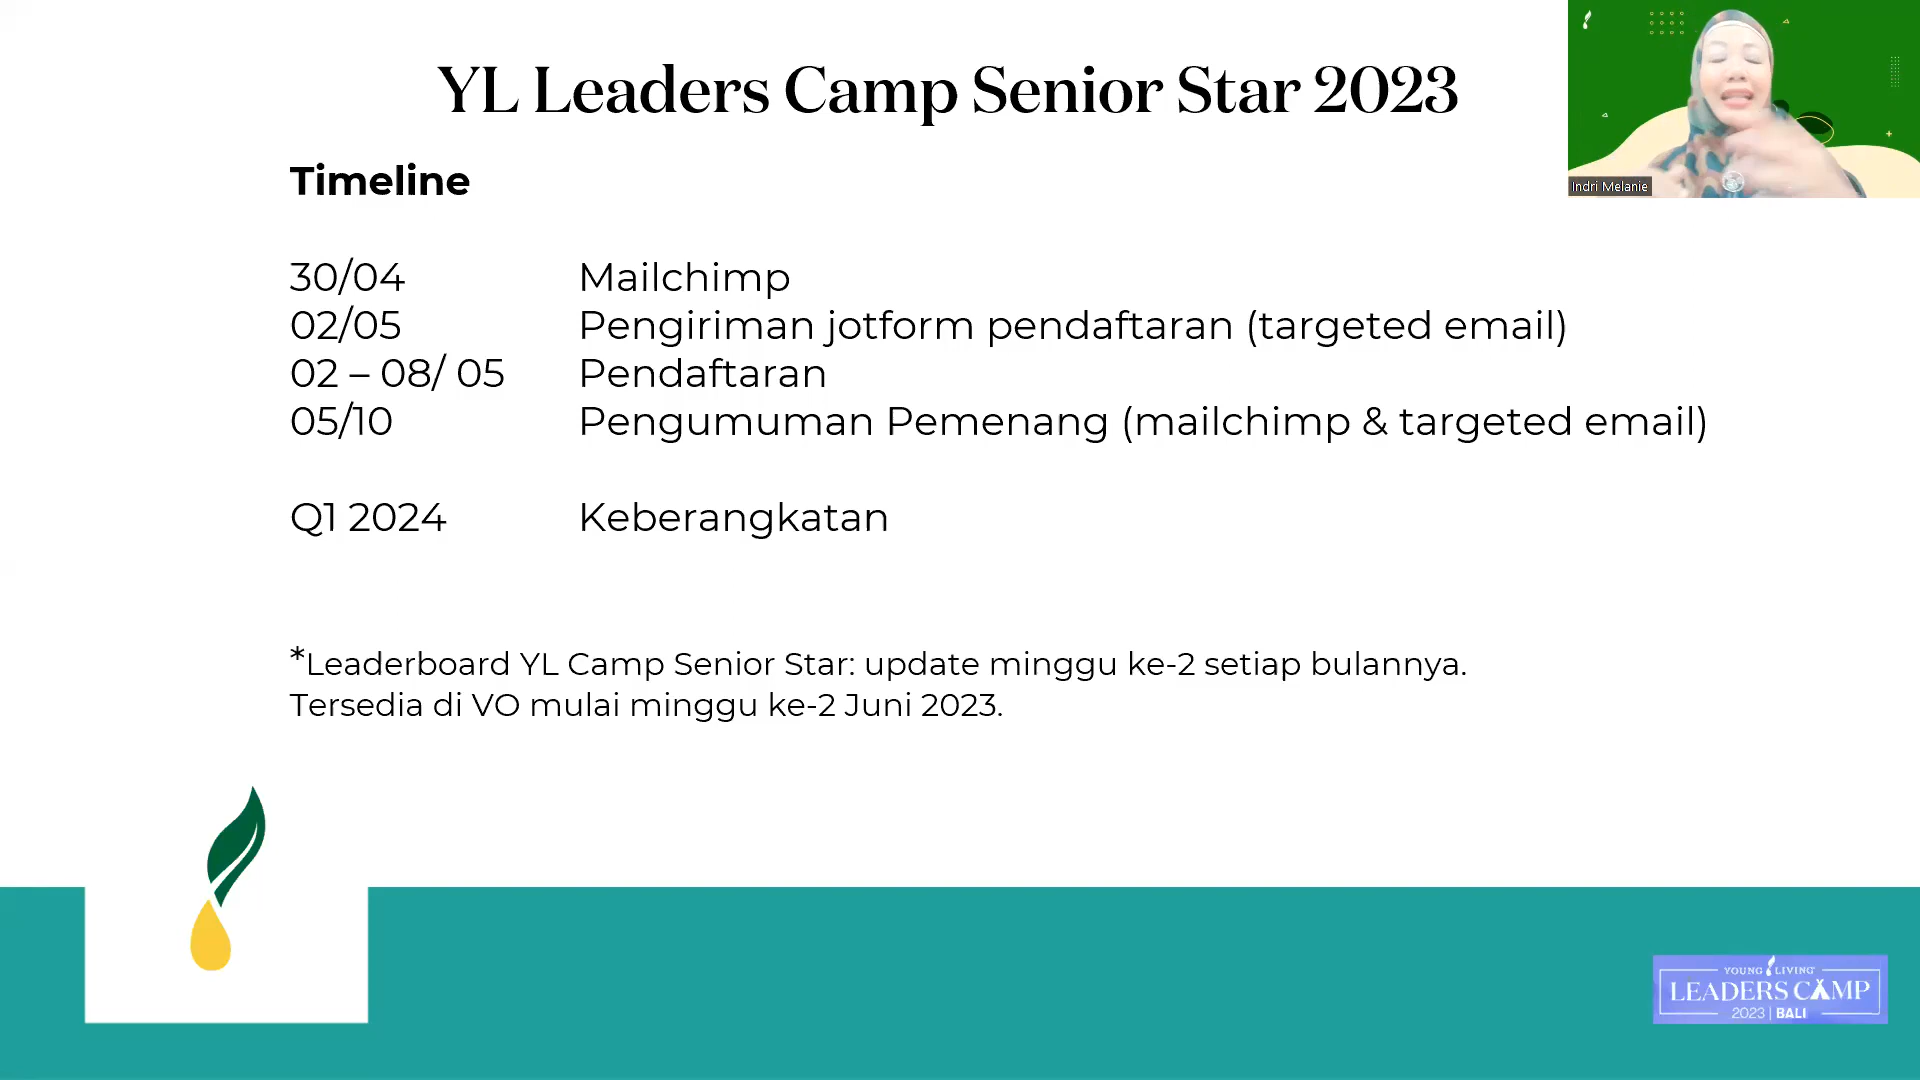 YL Leaders Camp Senior Star 2023
Indri Melanie
Timeline
30/04 Mailchimp
02/05 Pengiriman jotform pendaftaran (targeted email)
02 – 08/ 05 Pendaftaran
05/10 Pengumuman Pemenang (mailchimp & targeted email)
Q1 2024 Keberangkatan
*Leaderboard YL Camp Senior Star: update minggu ke-2 setiap bulannya.
Tersedia di VO mulai minggu ke-2 Juni 2023.
YOUNG LIVING
LEADERS CAMP
2023 | BALI